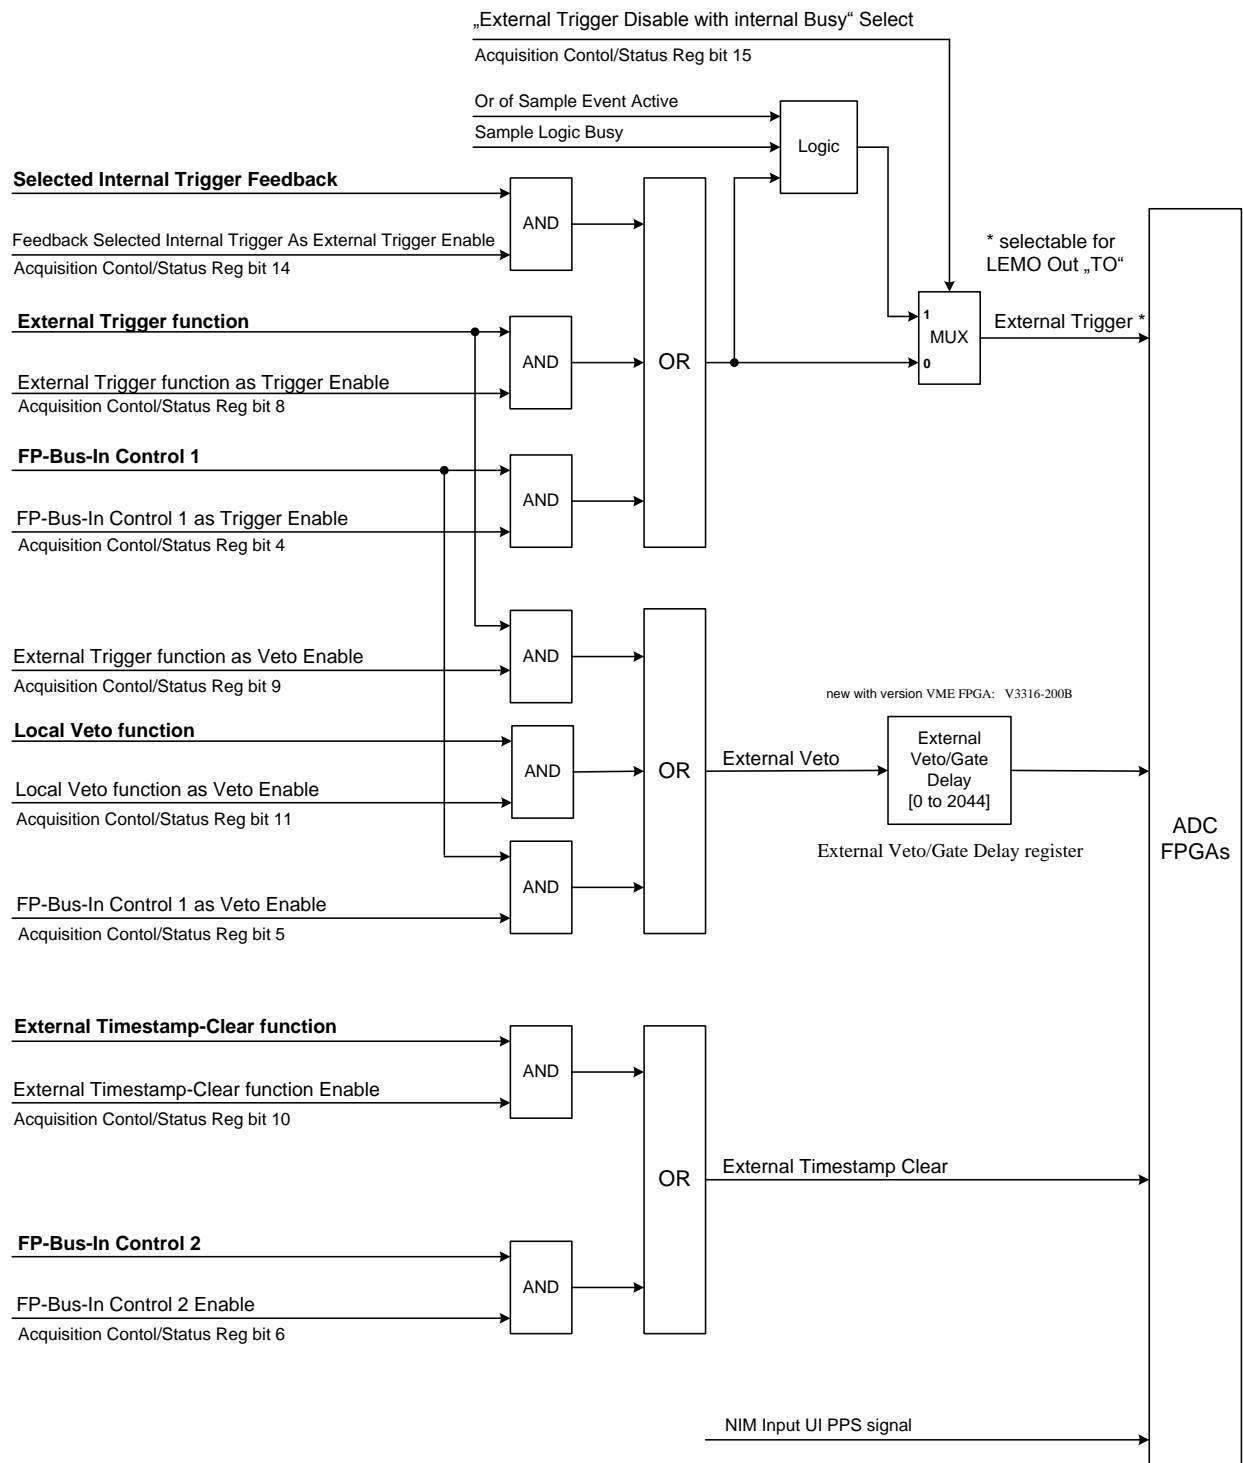 „External Trigger Disable with internal Busy“ Select
Acquisition Contol/Status Reg bit 15
Or of Sample Event Active
Sample Logic Busy
Logic
Selected Internal Trigger Feedback
AND
Feedback Selected Internal Trigger As External Trigger Enable
Acquisition Contol/Status Reg bit 14
* selectable for
LEMO Out „TO“
External Trigger function
1
MUX
0
External Trigger *
AND
OR
External Trigger function as Trigger Enable
Acquisition Contol/Status Reg bit 8
FP-Bus-In Control 1
AND
FP-Bus-In Control 1 as Trigger Enable
Acquisition Contol/Status Reg bit 4
AND
External Trigger function as Veto Enable
Acquisition Contol/Status Reg bit 9
new with version VME FPGA: V3316-200B
Local Veto function
AND
OR
External Veto
External
Veto/Gate
Delay
[0 to 2044]
Local Veto function as Veto Enable
Acquisition Contol/Status Reg bit 11
External Veto/Gate Delay register
ADC
FPGAs
AND
FP-Bus-In Control 1 as Veto Enable
Acquisition Contol/Status Reg bit 5
External Timestamp-Clear function
AND
External Timestamp-Clear function Enable
Acquisition Contol/Status Reg bit 10
OR
External Timestamp Clear
FP-Bus-In Control 2
AND
FP-Bus-In Control 2 Enable
Acquisition Contol/Status Reg bit 6
NIM Input UI PPS signal